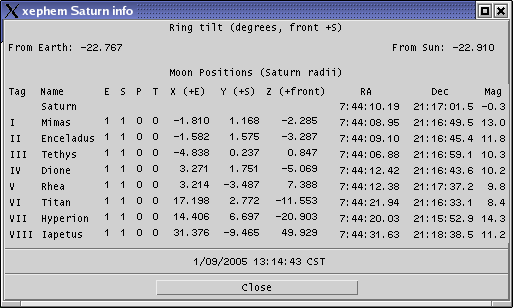 xephem Saturn info
Ring tilt (degrees, front +S)
From Earth: -22.767 From Sun: -22.910
Moon Positions (Saturn radii)
Tag Name E S P T X (+E) Y (+S) Z (+front) RA Dec Mag
Saturn 7:44:10.19 21:17:01.5 -0.3
I Mimas 1 1 0 0 -1.810 1.168 -2.285 7:44:08.95 21:16:49.5 13.0
II Enceladus 1 1 0 0 -1.582 1.575 -3.287 7:44:09.10 21:16:45.4 11.8
III Tethys 1 1 0 0 -4.838 0.237 0.847 7:44:06.88 21:16:59.1 10.3
IV Dione 1 1 0 0 3.271 1.751 -5.069 7:44:12.42 21:16:43.6 10.2
V Rhea 1 1 0 0 3.214 -3.487 7.388 7:44:12.38 21:17:37.2 9.8
VI Titan 1 1 0 0 17.198 2.772 -11.553 7:44:21.94 21:16:33.1 8.4
VII Hyperion 1 1 0 0 14.406 6.697 -20.903 7:44:20.03 21:15:52.9 14.3
VIII Iapetus 1 1 0 0 31.376 -9.465 49.929 7:44:31.63 21:18:38.5 11.2
1/09/2005 13:14:43 CST
Close